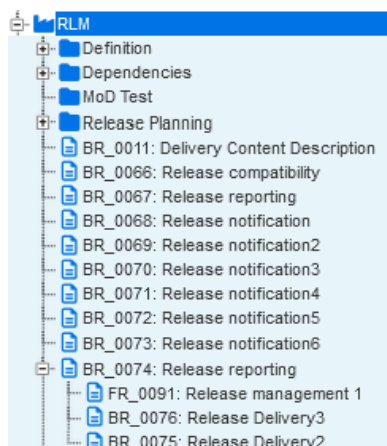 RLM
Definition
Dependencies
MoD Test
Release Planning
BR_0011: Delivery Content Description
BR_0066: Release compatibility
BR_0067: Release reporting
BR_0068: Release notification
BR_0069: Release notification2
BR_0070: Release notification3
BR_0071: Release notification4
BR_0072: Release notification5
BR_0073: Release notification6
BR_0074: Release reporting
FR_0091: Release management 1
BR_0076: Release Delivery3
BR_0075: Release Delivery2